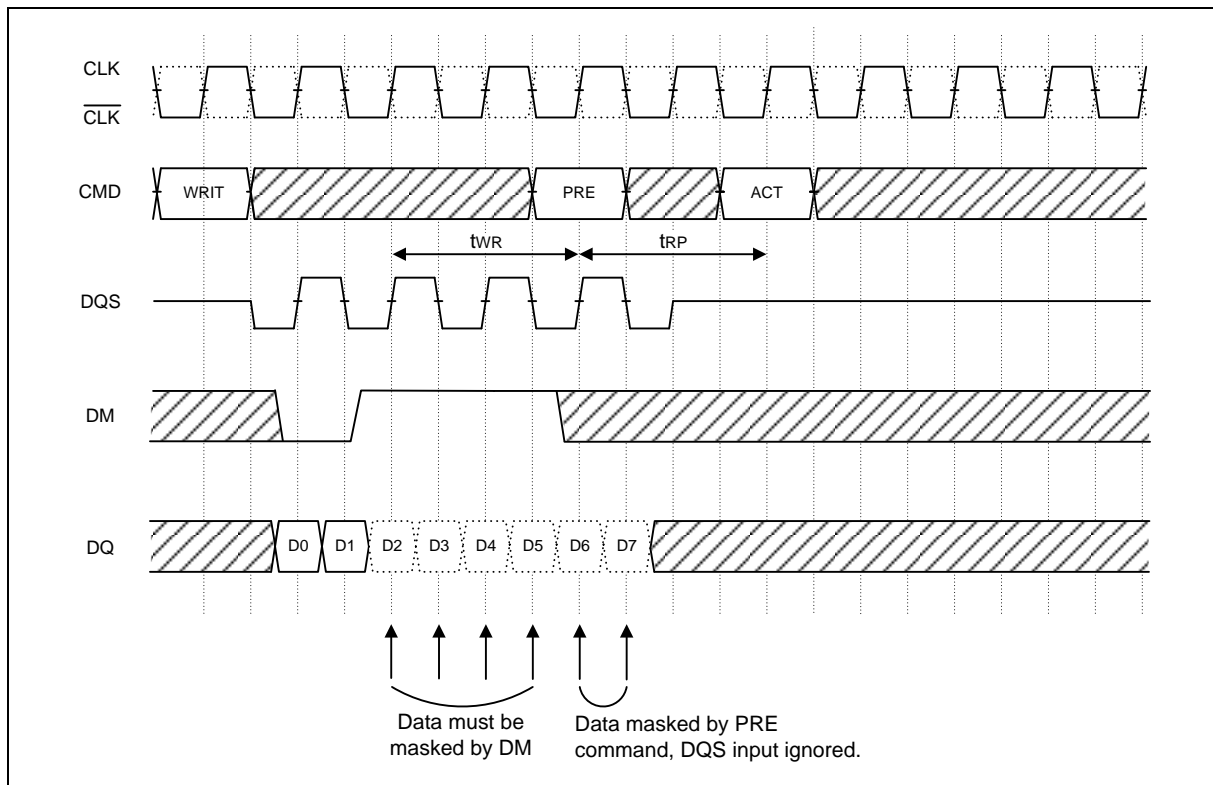 CLK
CLK
CMD WRIT PRE ACT
tWR tRP
DQS
DM
DQ D0 D1 D2 D3 D4 D5 D6 D7
Data must be Data masked by PRE
masked by DM command, DQS input ignored.